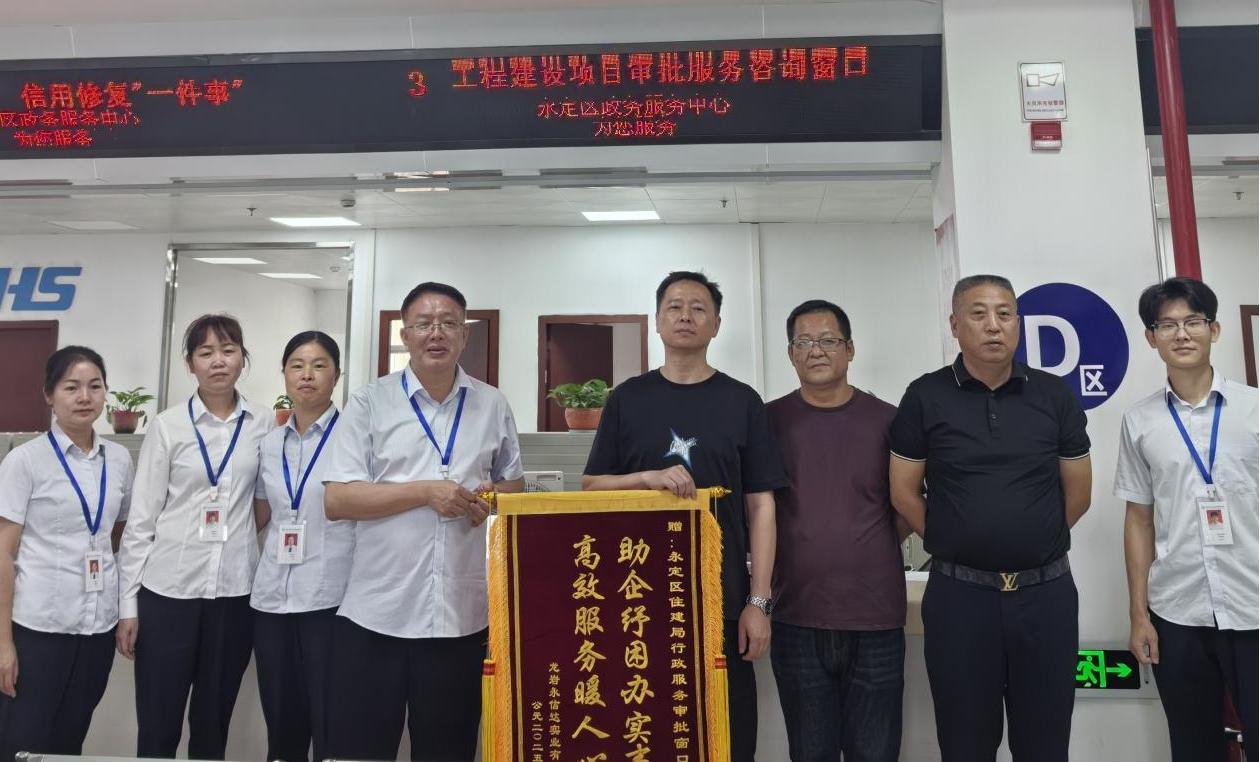 信用修复"一件事"
区政务服务中心
为您服务
3 工程建设项目审批服务咨询窗口
永定区政务服务中心
为您服务
HS
D区
赠：永定区住建局行政服务审批窗口
助企纾困办实
高效服务暖人
龙岩永信达实业有
公元二〇二五